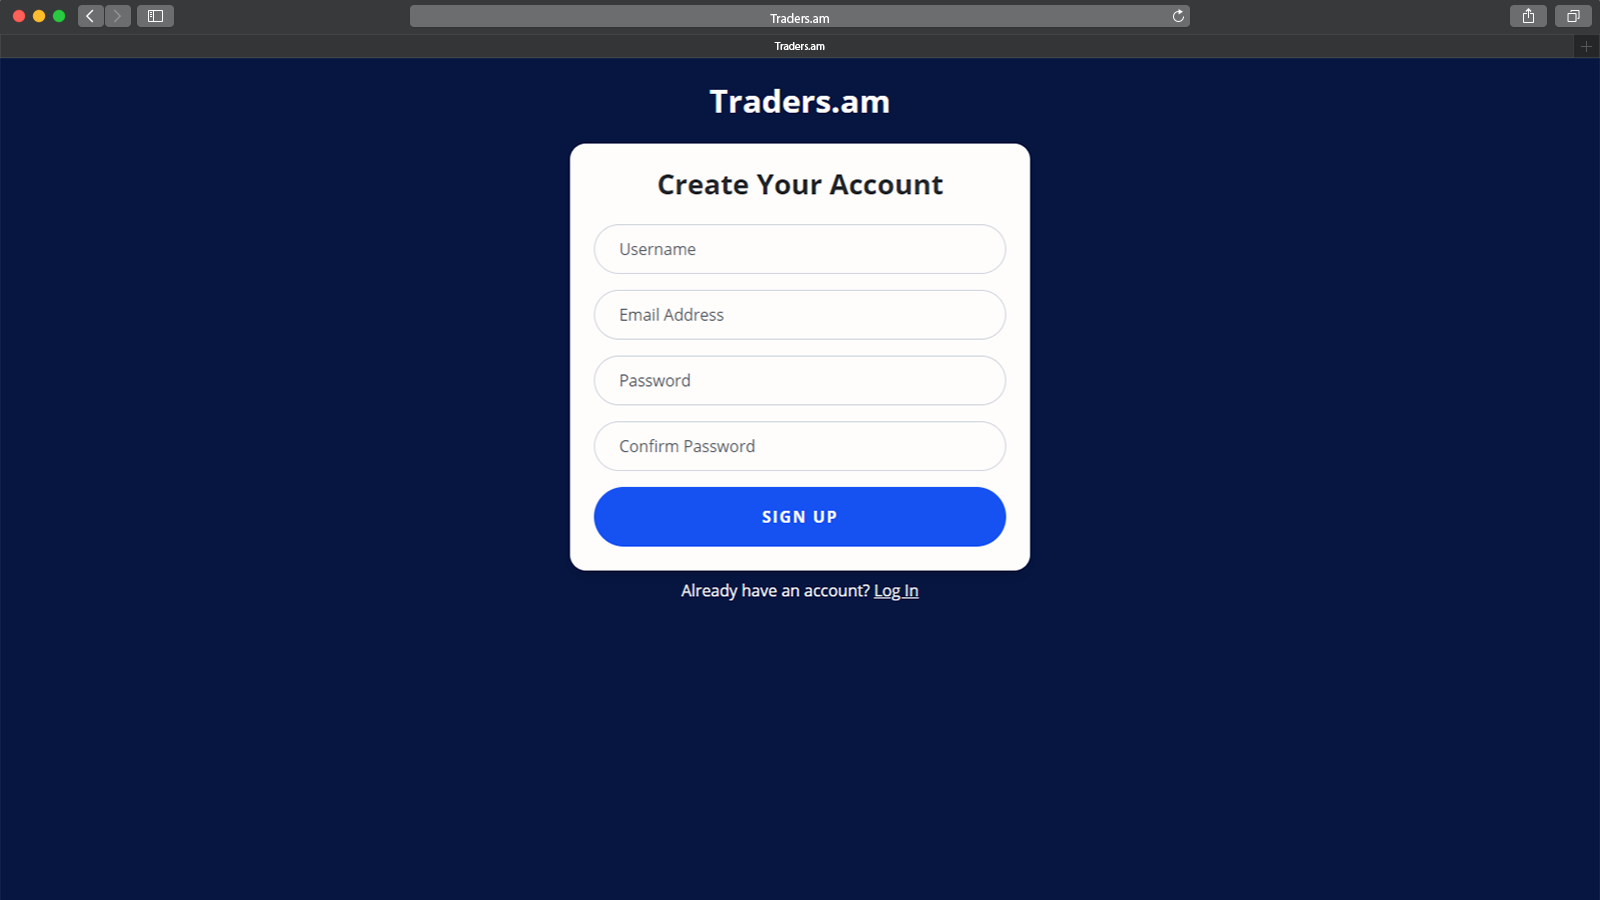 Traders.am
Traders.am
Traders.am
Create Your Account
Username
Email Address
Password
Confirm Password
SIGN UP
Already have an account? Log In